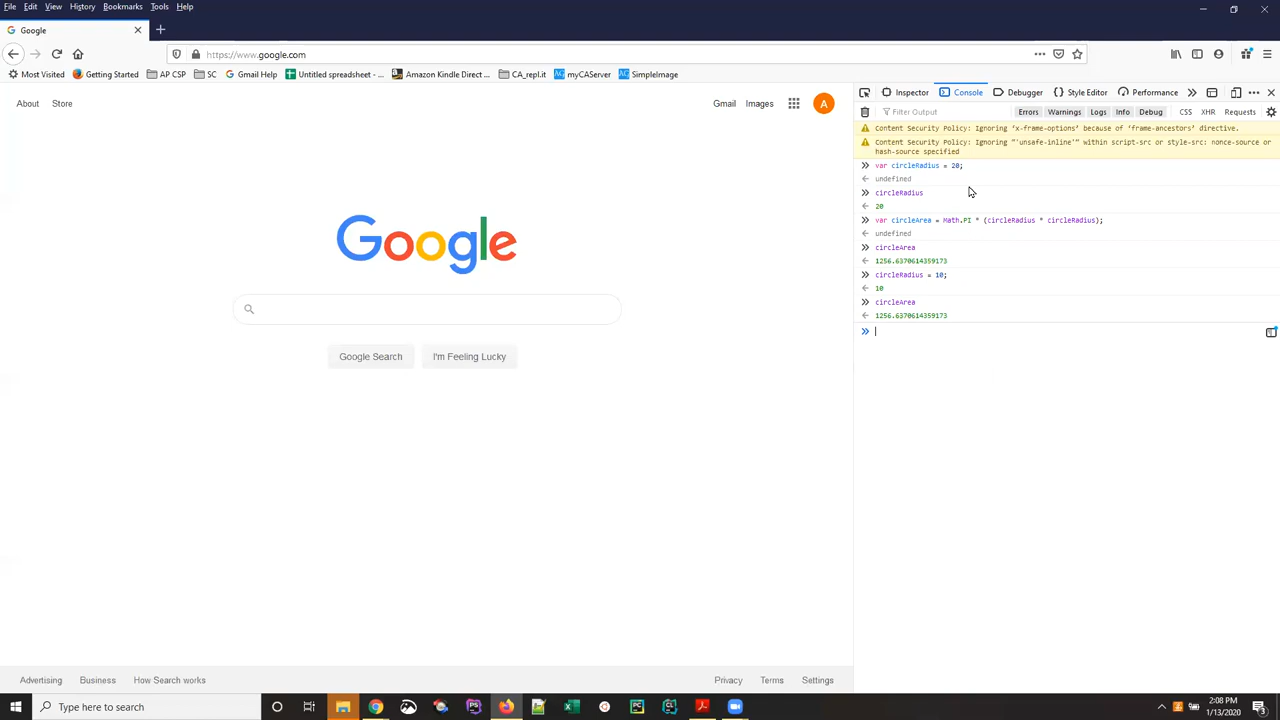 File Edit View History Bookmarks Tools Help
Google
https://www.google.com
Most Visited Getting Started AP CSP SC Gmail Help Untitled spreadsheet - ... Amazon Kindle Direct ... CA_repl.it myCAServer SimpleImage
About Store
Gmail Images A
Google
Google Search I'm Feeling Lucky
Advertising Business How Search works
Privacy Terms Settings
Inspector Console Debugger Style Editor Performance
Filter Output Errors Warnings Logs Info Debug CSS XHR Requests
Content Security Policy: Ignoring 'x-frame-options' because of 'frame-ancestors' directive.
Content Security Policy: Ignoring "'unsafe-inline'" within script-src or style-src: nonce-source or
hash-source specified
var circleRadius = 20;
undefined
circleRadius
20
var circleArea = Math.PI * (circleRadius * circleRadius);
undefined
circleArea
1256.6370614359173
circleRadius = 10;
10
circleArea
1256.6370614359173
Type here to search
PS PC CL
2:08 PM
1/13/2020